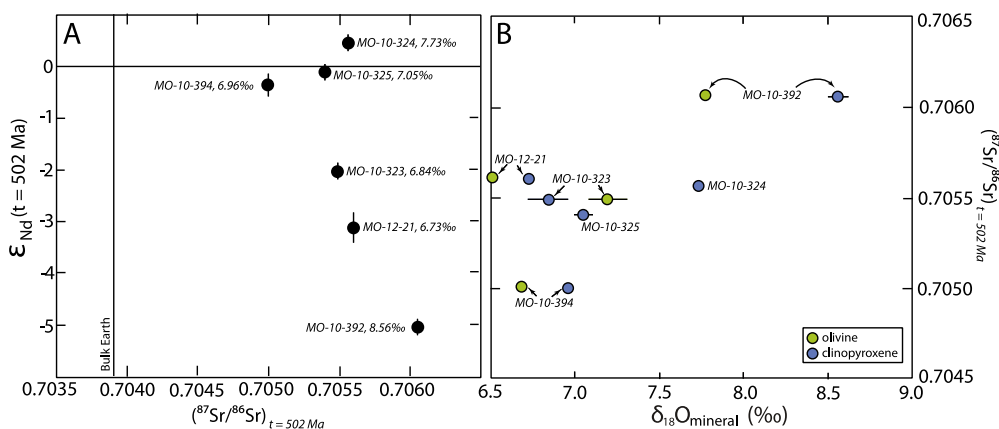 A
MO-10-324, 7.73‰
MO-10-325, 7.05‰
MO-10-394, 6.96‰
MO-10-323, 6.84‰
MO-12-21, 6.73‰
MO-10-392, 8.56‰
Bulk Earth
0
-1
-2
-3
-4
-5
εNd (t = 502 Ma)
0.7035 0.7040 0.7045 0.7050 0.7055 0.7060
(⁸⁷Sr/⁸⁶Sr) t = 502 Ma
B
MO-10-392
MO-12-21
MO-10-323
MO-10-324
MO-10-325
MO-10-394
olivine
clinopyroxene
6.5 7.0 7.5 8.0 8.5 9.0
δ₁₈Omineral (‰)
0.7065
0.7060
0.7055
0.7050
0.7045
(⁸⁷Sr/⁸⁶Sr) t = 502 Ma